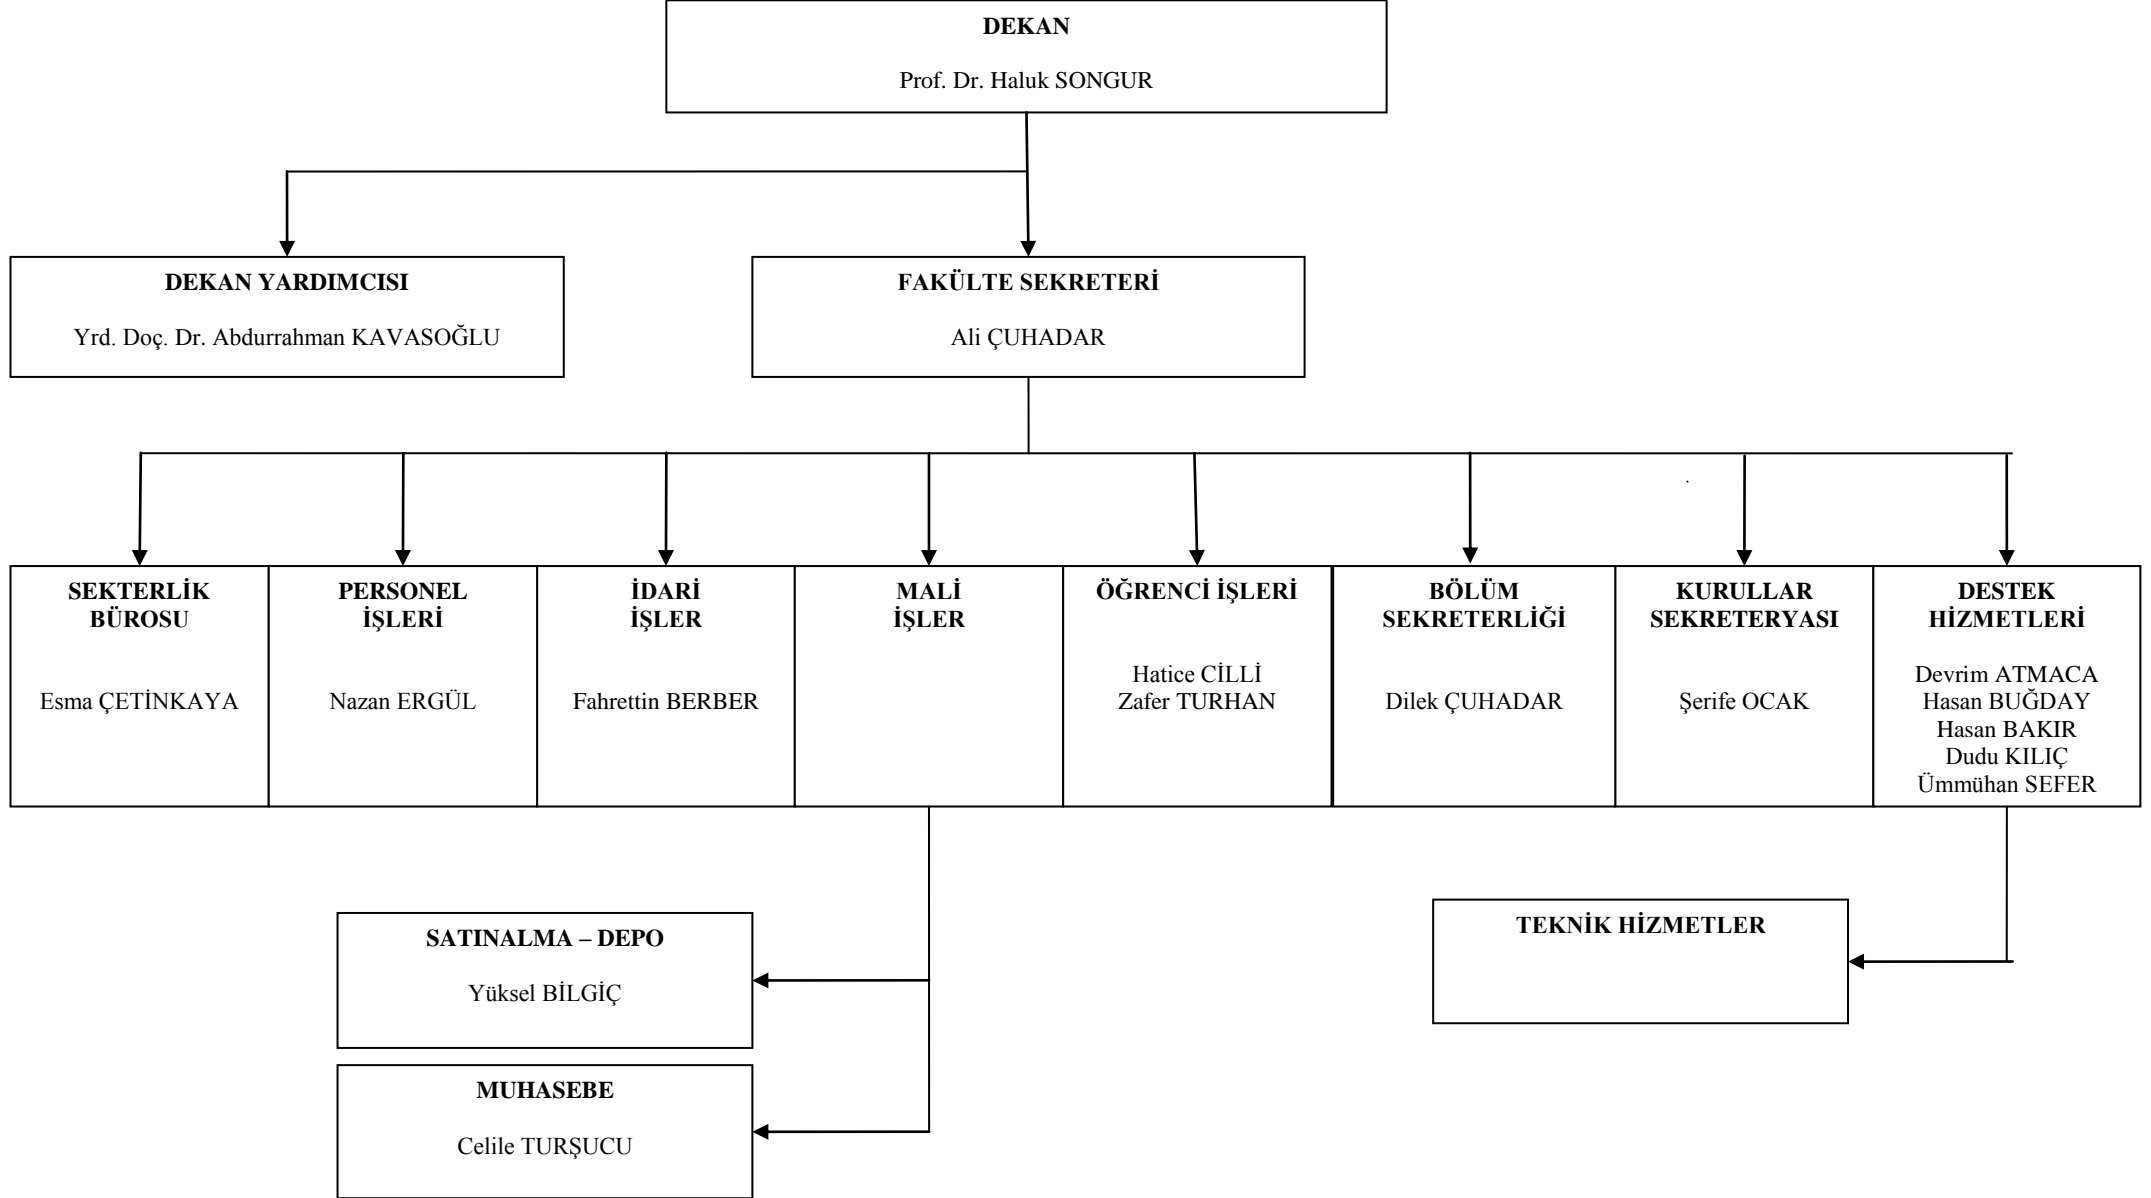 DEKAN
Prof. Dr. Haluk SONGUR
DEKAN YARDIMCISI
Yrd. Doç. Dr. Abdurrahman KAVASOĞLU
FAKÜLTE SEKRETERİ
Ali ÇUHADAR
SEKTERLİK
BÜROSU
Esma ÇETİNKAYA
PERSONEL
İŞLERİ
Nazan ERGÜL
İDARİ
İŞLER
Fahrettin BERBER
MALİ
İŞLER
ÖĞRENCİ İŞLERİ
Hatice CİLLİ
Zafer TURHAN
BÖLÜM
SEKRETERLİĞİ
Dilek ÇUHADAR
KURULLAR
SEKRETERYASI
Şerife OCAK
DESTEK
HİZMETLERİ
Devrim ATMACA
Hasan BUĞDAY
Hasan BAKIR
Dudu KILIÇ
Ümmühan SEFER
SATINALMA – DEPO
Yüksel BİLGİÇ
TEKNİK HİZMETLER
MUHASEBE
Celile TURŞUCU